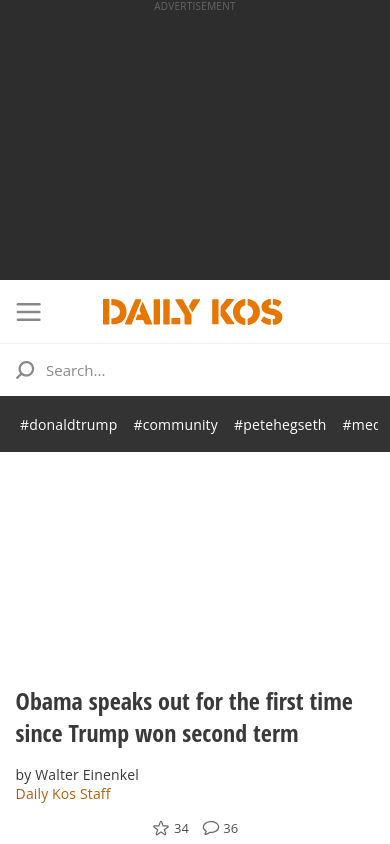 ADVERTISEMENT
DAILY KOS
Search...
#donaldtrump #community #petehegseth
Obama speaks out for the first time
since Trump won second term
by Walter Einenkel
Daily Kos Staff
34 36